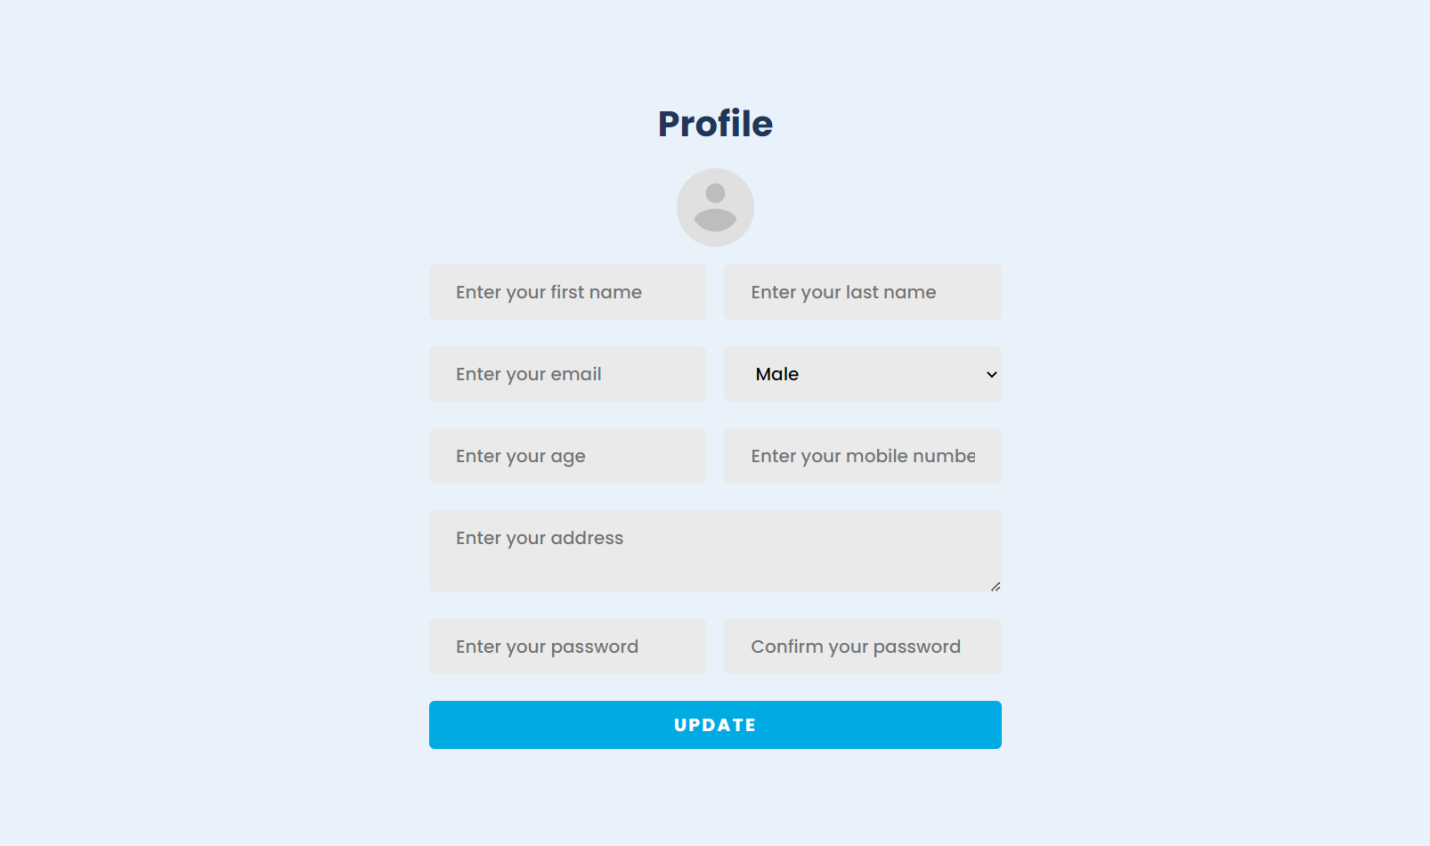 Profile
Enter your first name
Enter your last name
Enter your email
Male
Enter your age
Enter your mobile numbe
Enter your address
Enter your password
Confirm your password
UPDATE